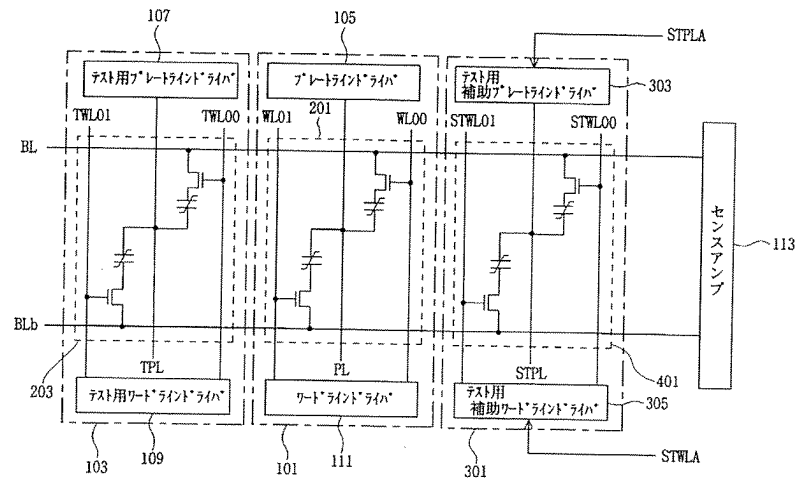 107
105
STPLA
テスト用プレートラインドライバ
プレートラインドライバ
テスト用
補助プレートラインドライバ
303
TWL01
TWL00
WL01
201
WL00
STWL01
STWL00
BL
センスアンプ
113
BLb
203
TPL
PL
STPL
401
テスト用ワードラインドライバ
ワードラインドライバ
テスト用
補助ワードラインドライバ
305
103
109
101
111
301
STWLA